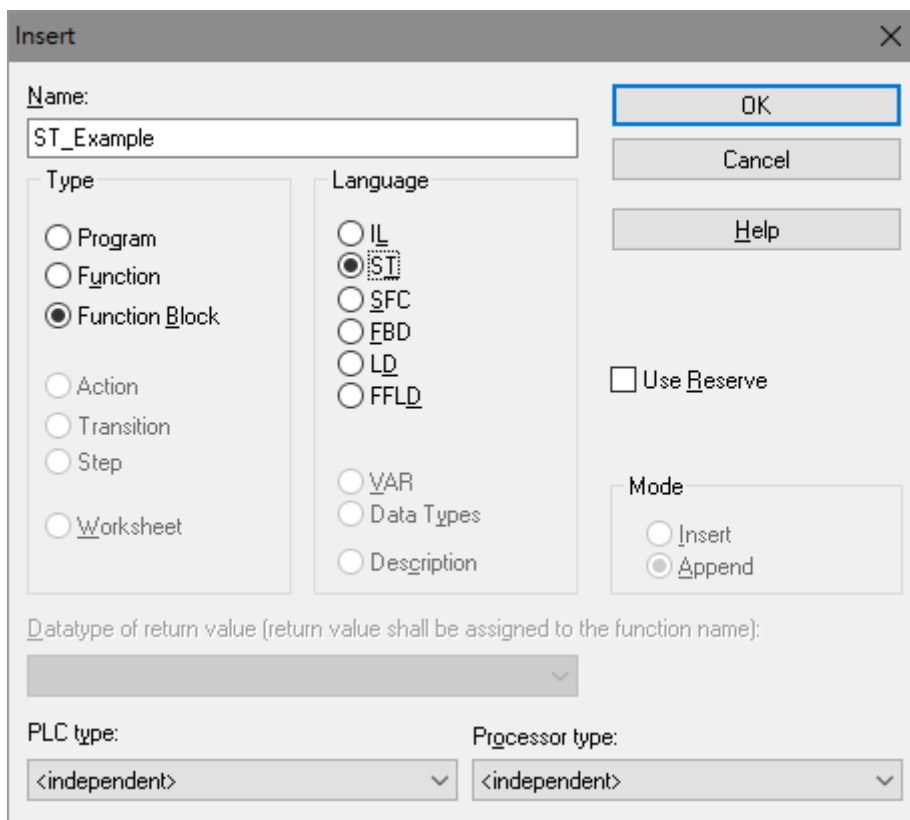 Insert
Name:
ST_Example
OK
Cancel
Help
Type
Program
Function
Function Block
Action
Transition
Step
Worksheet
Language
IL
ST
SFC
FBD
LD
FFLD
VAR
Data Types
Description
Use Reserve
Mode
Insert
Append
Datatype of return value (return value shall be assigned to the function name):
PLC type:
<independent>
Processor type:
<independent>